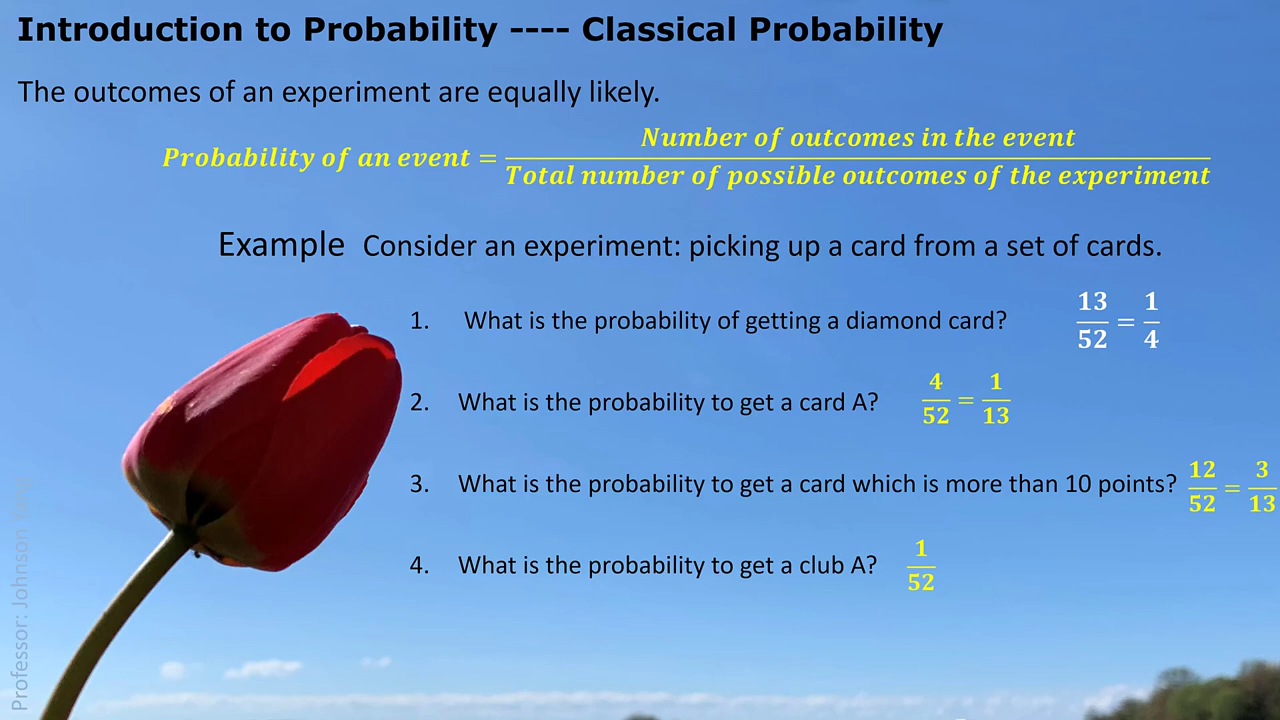 Introduction to Probability ---- Classical Probability
The outcomes of an experiment are equally likely.
Probability of an event = Number of outcomes in the event / Total number of possible outcomes of the experiment
Example Consider an experiment: picking up a card from a set of cards.
1. What is the probability of getting a diamond card? 13/52 = 1/4
2. What is the probability to get a card A? 4/52 = 1/13
3. What is the probability to get a card which is more than 10 points? 12/52 = 3/13
4. What is the probability to get a club A? 1/52
Professor: Johnson